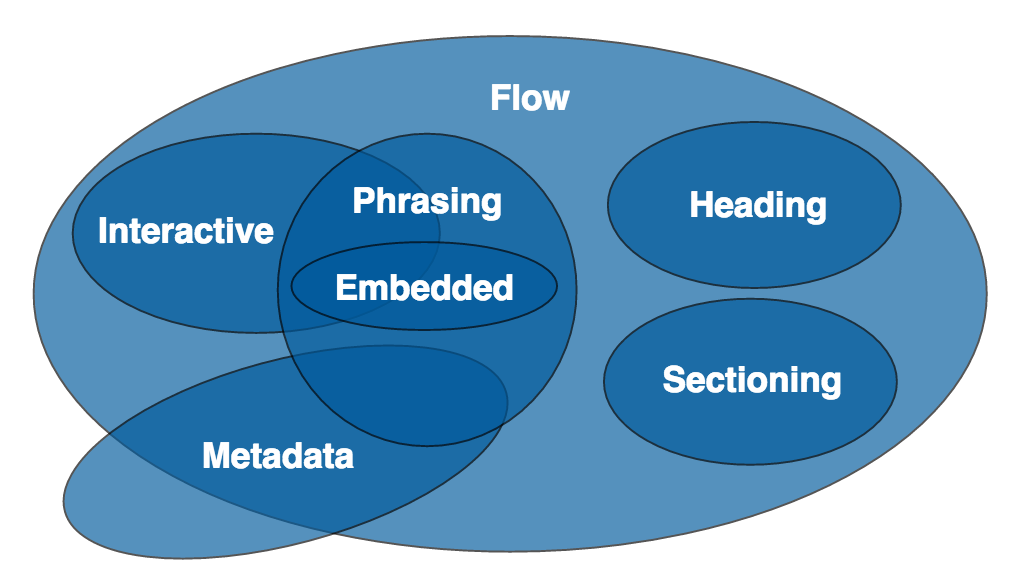 Flow
Phrasing
Heading
Interactive
Embedded
Sectioning
Metadata